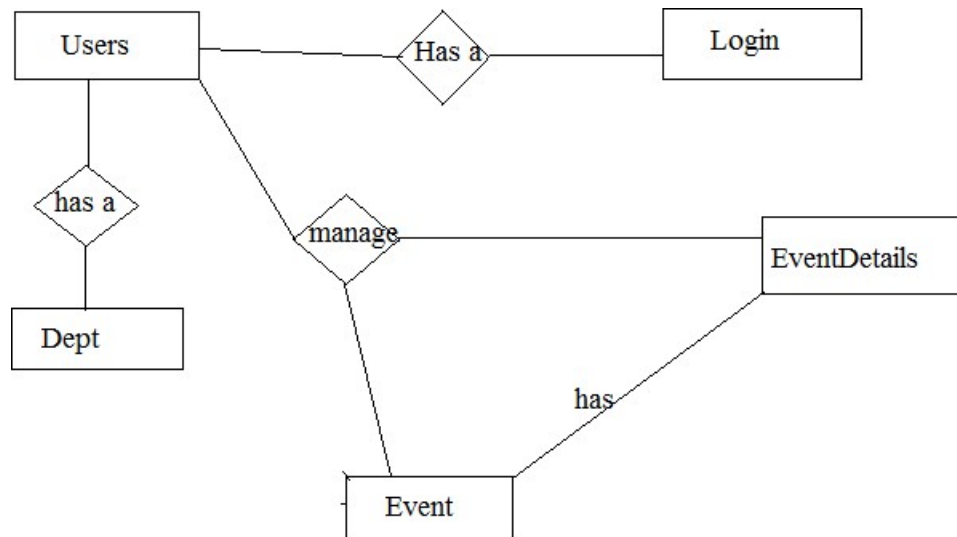 Users
Has a
Login
has a
manage
EventDetails
Dept
has
Event